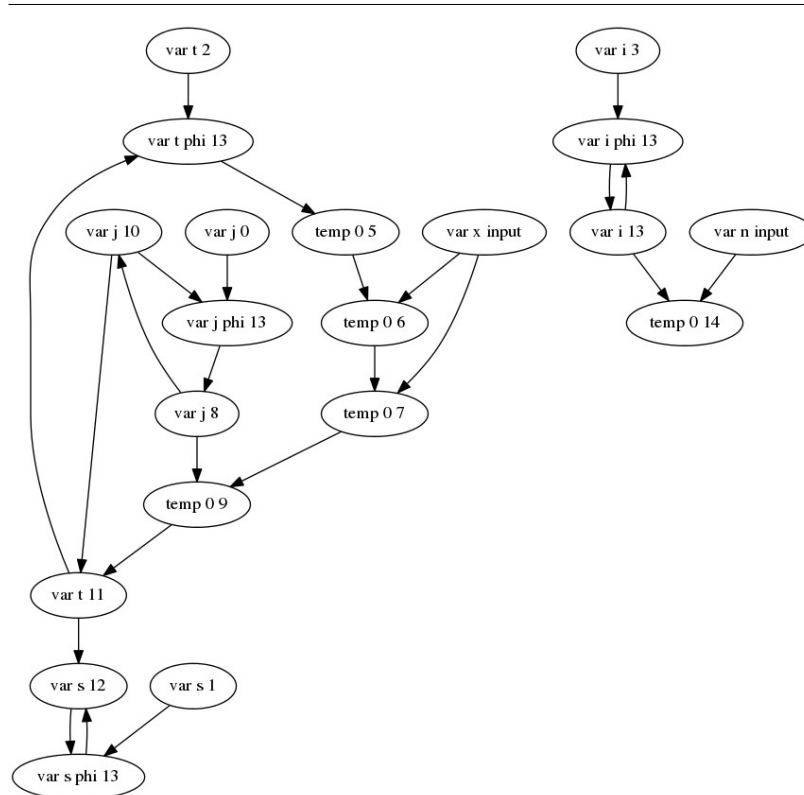 var t 2
var i 3
var t phi 13
var i phi 13
var j 10
var j 0
temp 0 5
var x input
var i 13
var n input
var j phi 13
temp 0 6
temp 0 14
var j 8
temp 0 7
temp 0 9
var t 11
var s 12
var s 1
var s phi 13